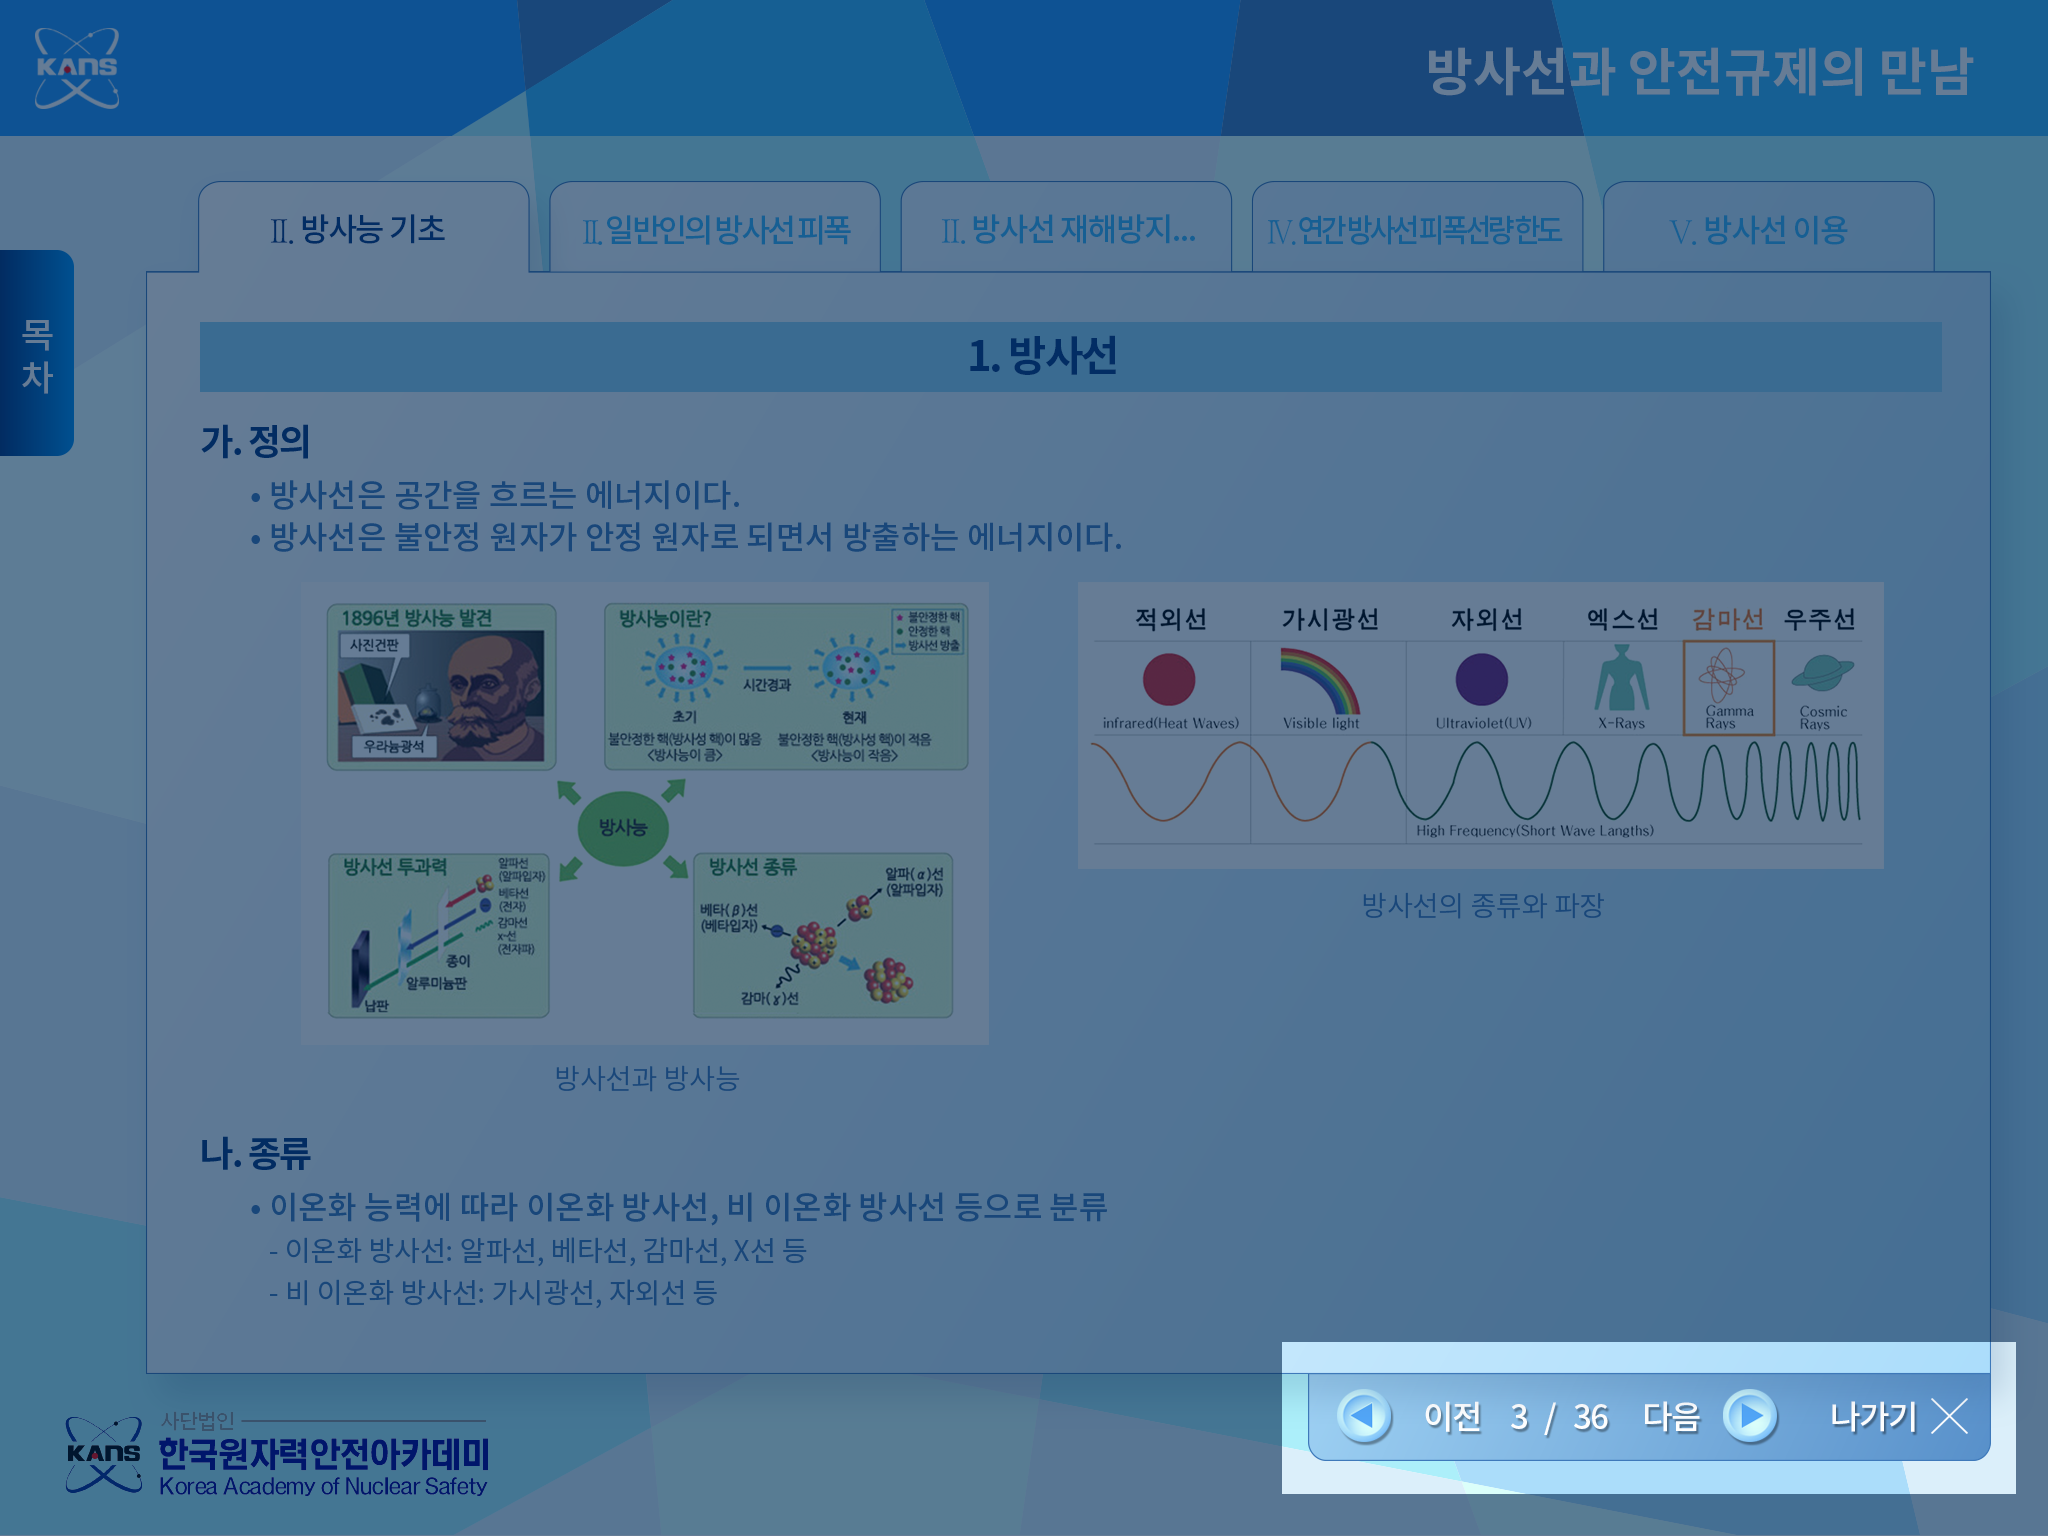 KANS
방사선과 안전규제의 만남
목차
Ⅱ. 방사능 기초
Ⅱ. 일반인의 방사선 피폭
Ⅱ. 방사선 재해방지...
Ⅳ. 연간 방사선 피폭선량 한도
Ⅴ. 방사선 이용
1. 방사선
가. 정의
• 방사선은 공간을 흐르는 에너지이다.
• 방사선은 불안정 원자가 안정 원자로 되면서 방출하는 에너지이다.
1896년 방사능 발견
사진건판
우라늄광석
방사능이란?
불안정한 핵
안정한 핵
방사선 방출
시간경과
초기
현재
불안정한 핵(방사성 핵)이 많음
<방사능이 큼>
불안정한 핵(방사성 핵)이 적음
<방사능이 작음>
방사능
방사선 투과력
알파선
(알파입자)
베타선
(전자)
감마선
x-선
(전자파)
종이
알루미늄판
납판
방사선 종류
알파(α)선
(알파입자)
베타(β)선
(베타입자)
감마(γ)선
방사선과 방사능
적외선 가시광선 자외선 엑스선 감마선 우주선
infrared(Heat Waves)
Visible light
Ultraviolet(UV)
X-Rays
Gamma
Rays
Cosmic
Rays
High Frequency(Short Wave Langths)
방사선의 종류와 파장
나. 종류
• 이온화 능력에 따라 이온화 방사선, 비 이온화 방사선 등으로 분류
- 이온화 방사선: 알파선, 베타선, 감마선, X선 등
- 비 이온화 방사선: 가시광선, 자외선 등
이전 3 / 36 다음 나가기
KANS
사단법인
한국원자력안전아카데미
Korea Academy of Nuclear Safety